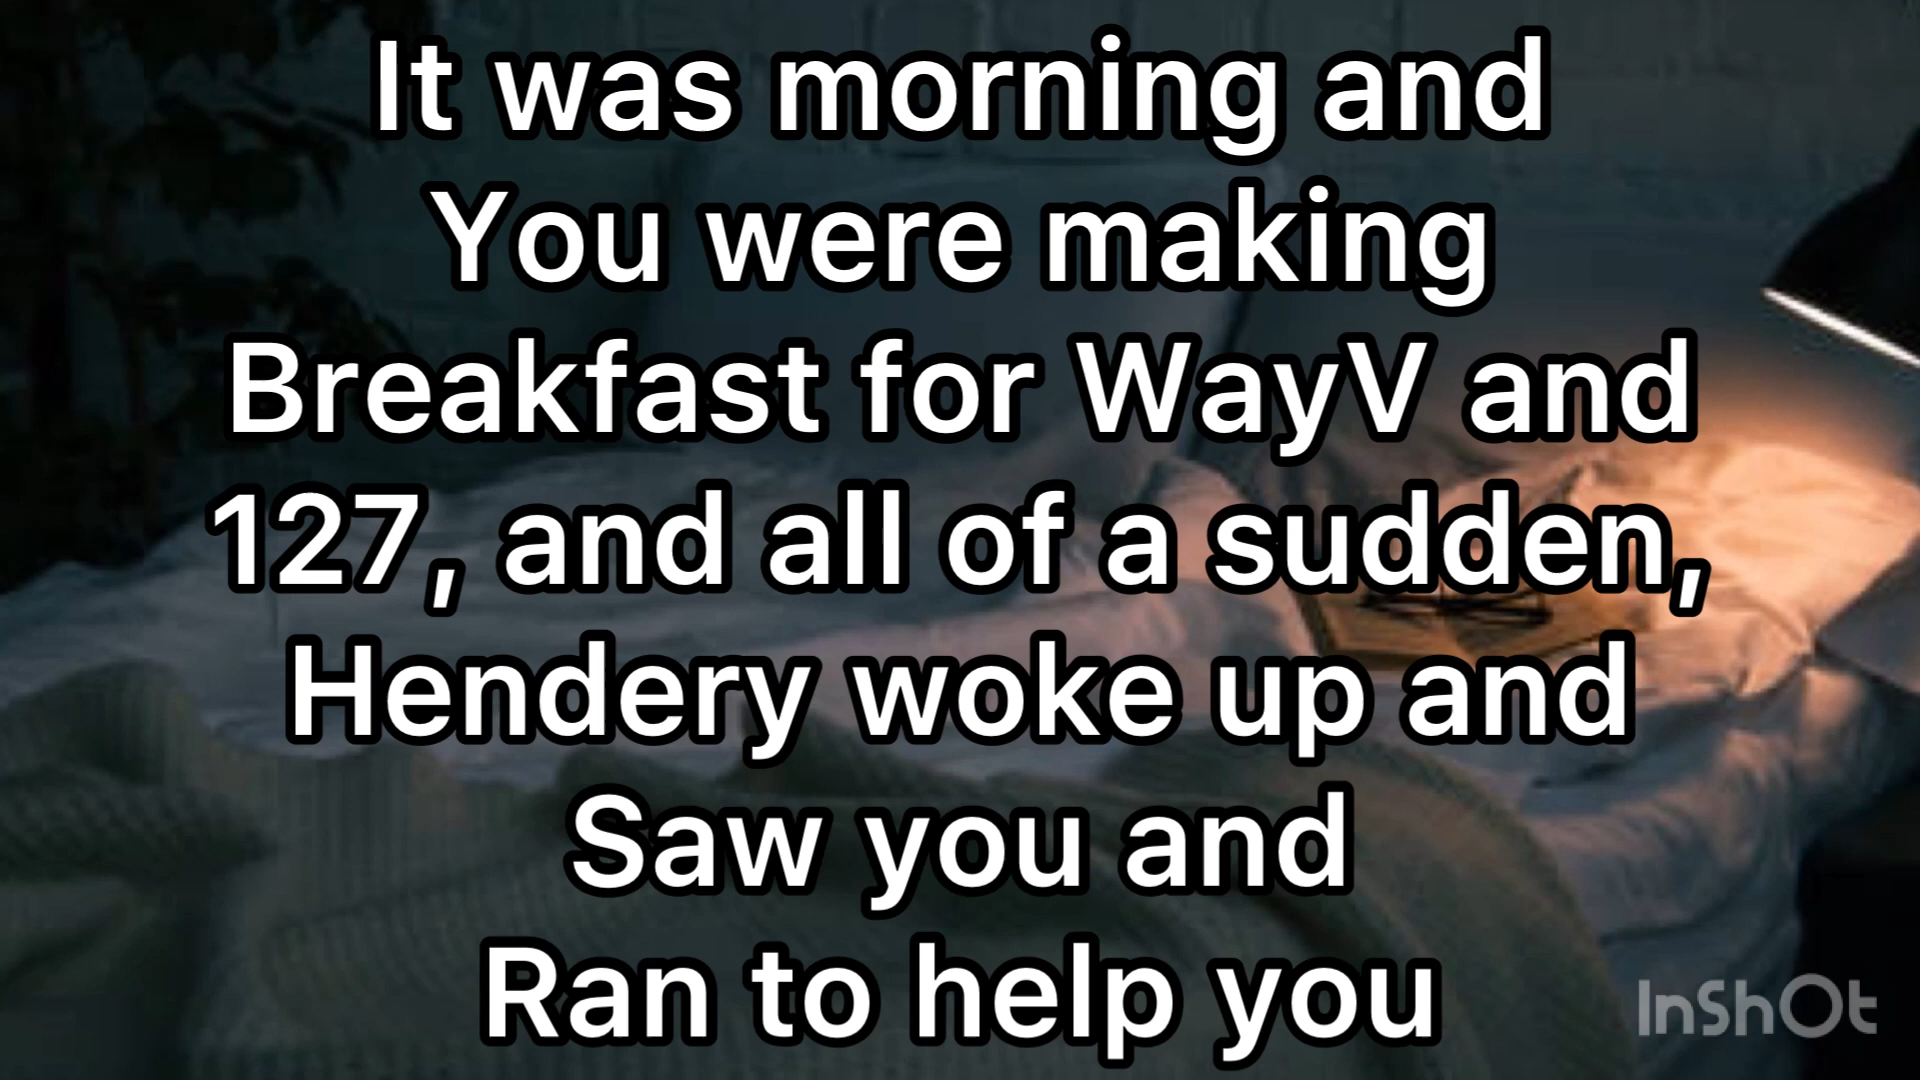 It was morning and
You were making
Breakfast for WayV and
127, and all of a sudden,
Hendery woke up and
Saw you and
Ran to help you
InShOt